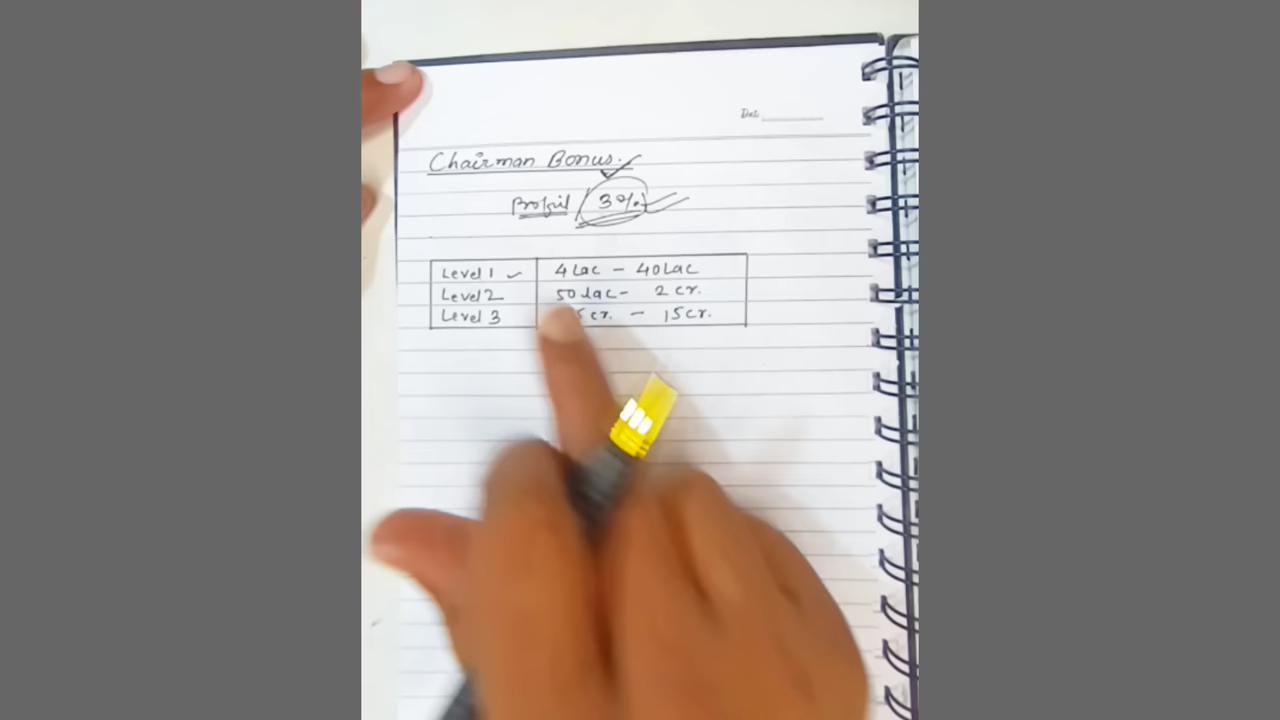 Date
Chairman Bonus.
3%
Level 1 4 Lac - 40 Lac
Level 2 50 lac - 2 cr.
Level 3 5 cr. - 15 cr.